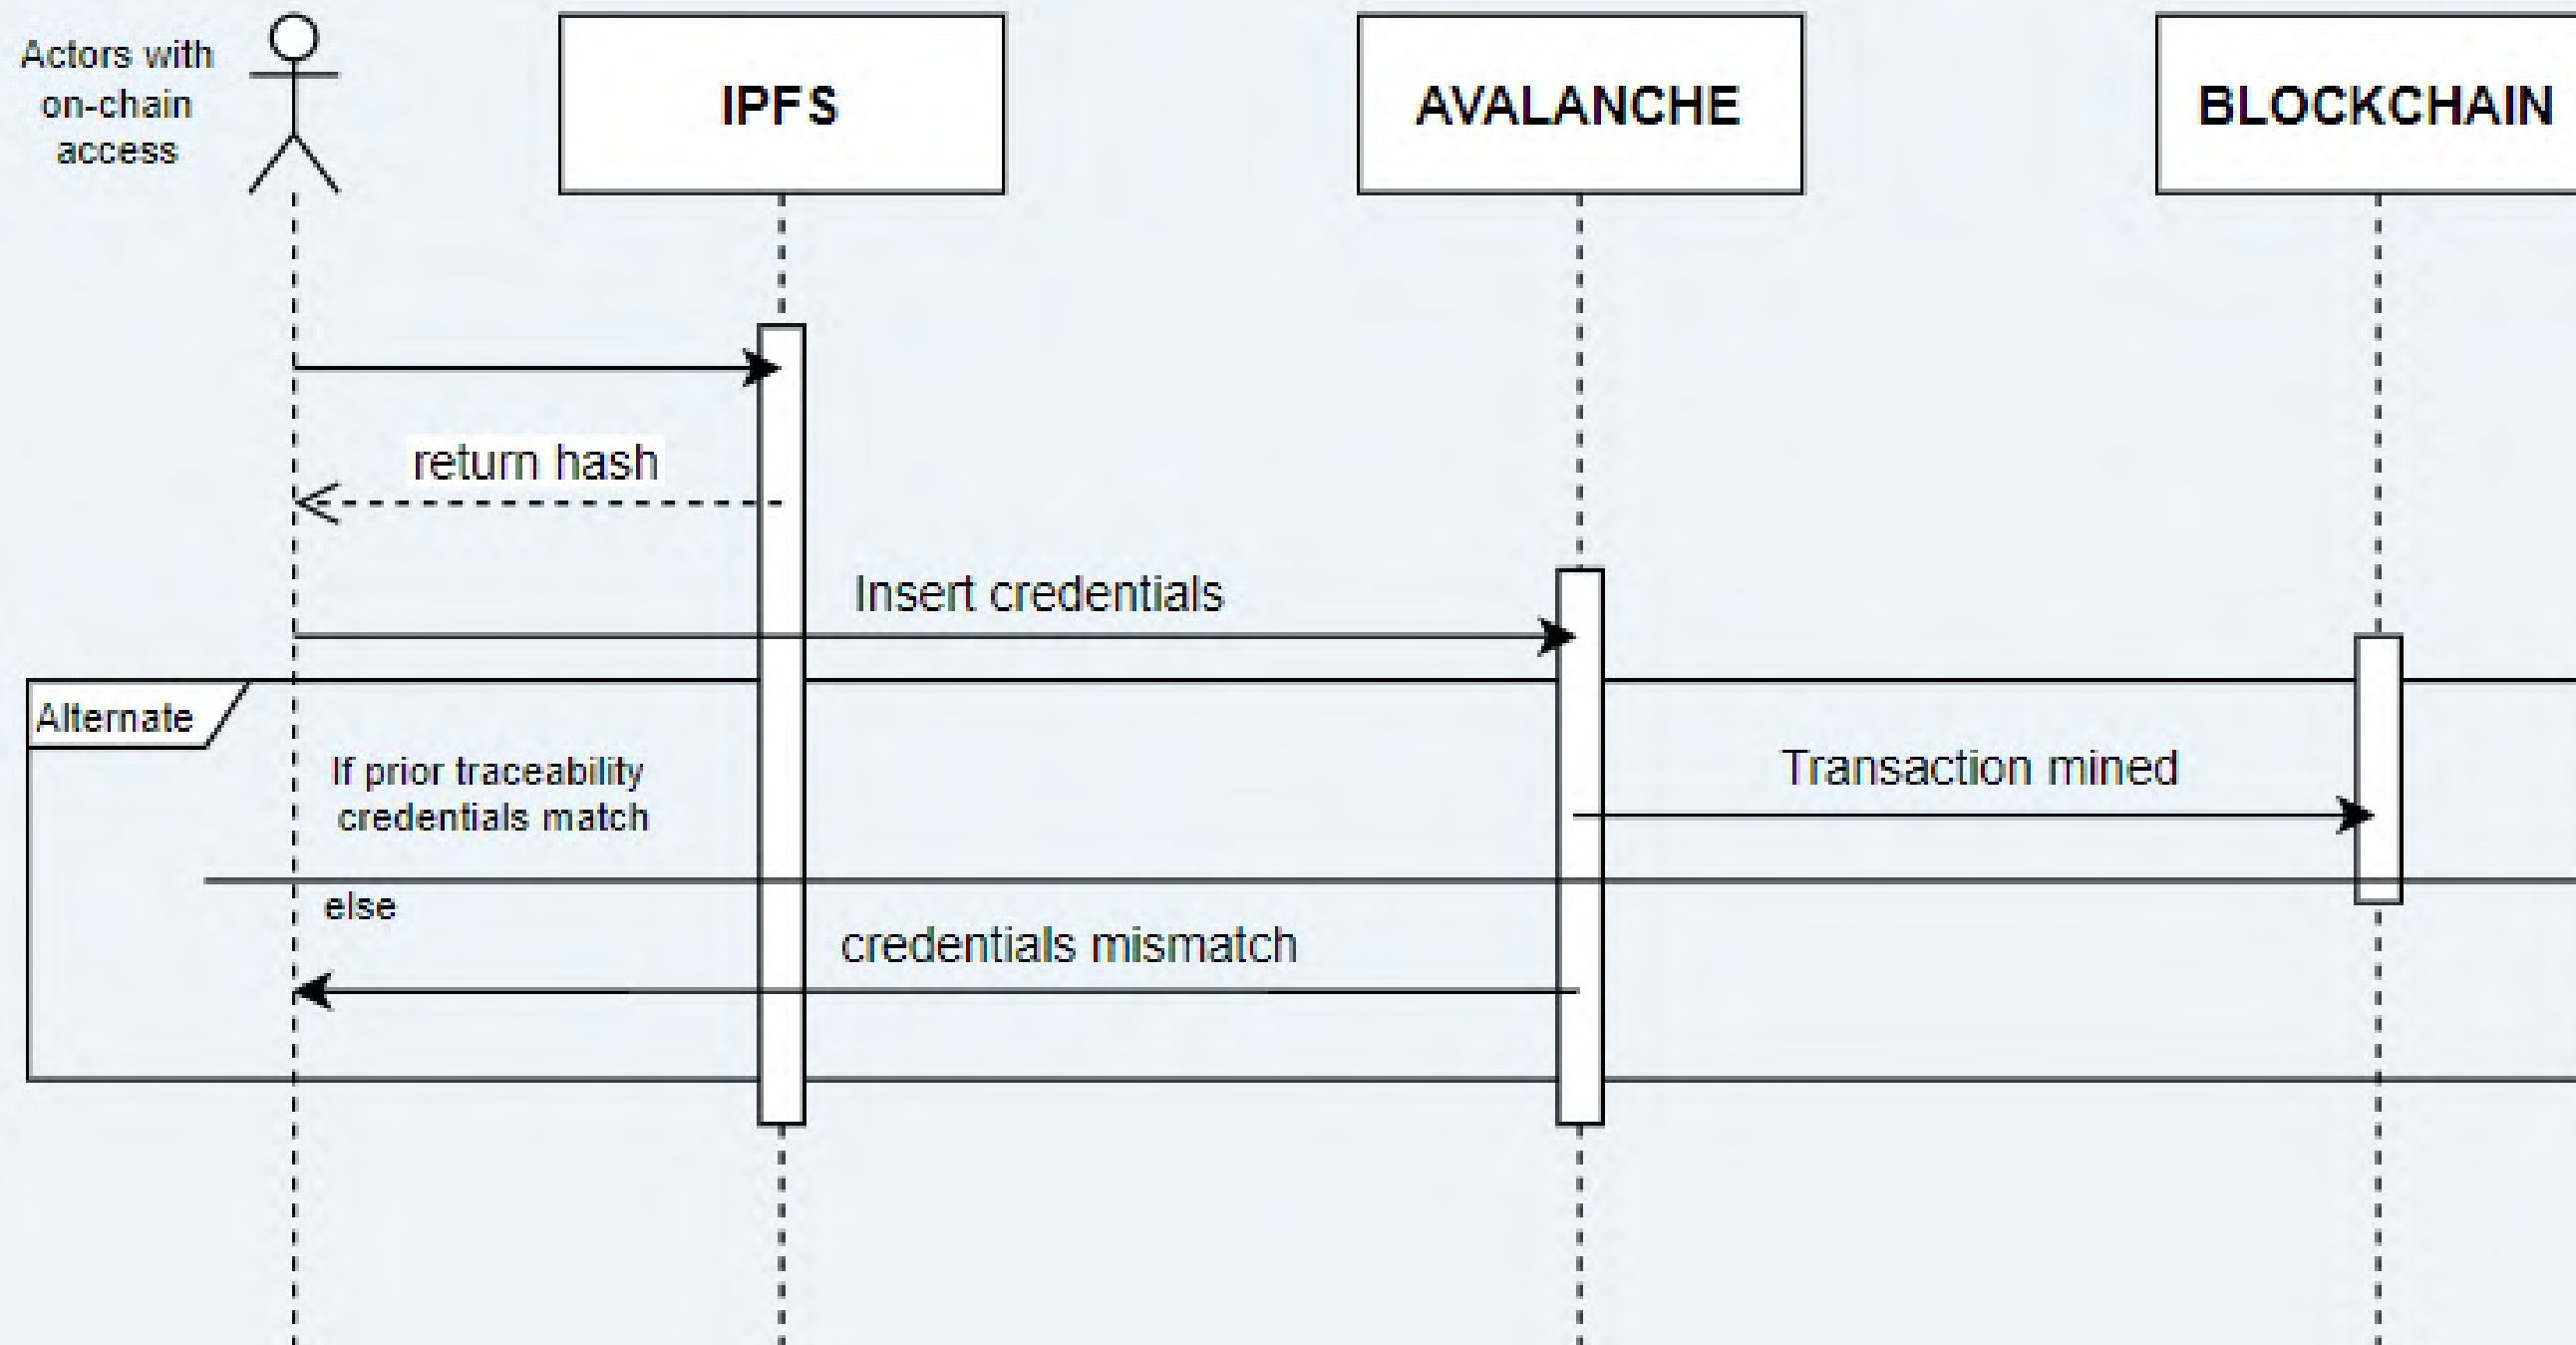 Actors with
on-chain
access
IPFS
AVALANCHE
BLOCKCHAIN
return hash
Insert credentials
Alternate
If prior traceability
credentials match
Transaction mined
else
credentials mismatch